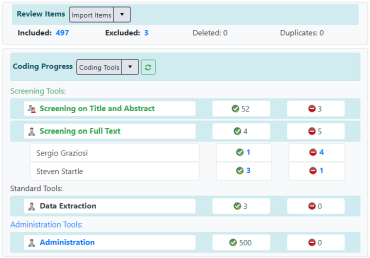 Review Items Import Items
Included: 497 Excluded: 3 Deleted: 0 Duplicates: 0
Coding Progress Coding Tools
Screening Tools:
Screening on Title and Abstract 52 3
Screening on Full Text 4 5
Sergio Graziosi 1 4
Steven Startle 3 1
Standard Tools:
Data Extraction 3 0
Administration Tools:
Administration 500 0